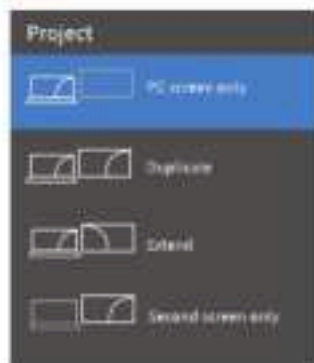 Project
PC screen only
Duplicate
Extend
Second screen only